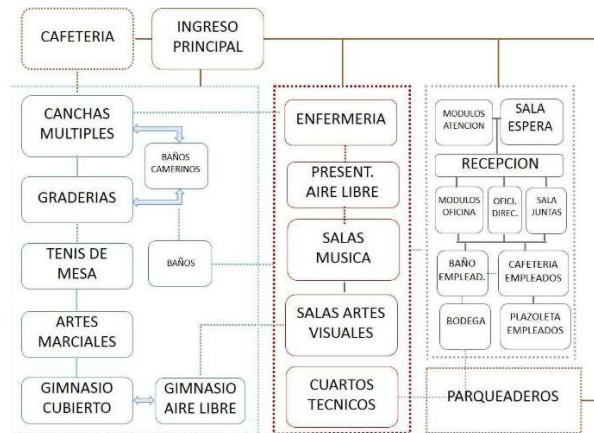 CAFETERIA
INGRESO
PRINCIPAL
CANCHAS
MULTIPLES
BAÑOS
CAMERINOS
GRADERIAS
TENIS DE
MESA
BAÑOS
ARTES
MARCIALES
GIMNASIO
CUBIERTO
GIMNASIO
AIRE LIBRE
ENFERMERIA
PRESENT.
AIRE LIBRE
SALAS
MUSICA
SALAS ARTES
VISUALES
CUARTOS
TECNICOS
MODULOS
ATENCION
SALA
ESPERA
RECEPCION
MODULOS
OFICINA
OFICI.
DIREC.
SALA
JUNTAS
BAÑO
EMPLEAD.
CAFETERIA
EMPLEADOS
BODEGA
PLAZOLETA
EMPLEADOS
PARQUEADEROS